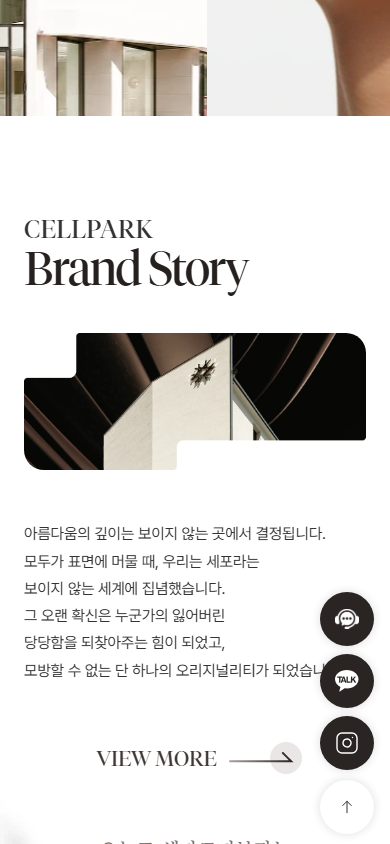 CELLPARK
Brand Story
아름다움의 깊이는 보이지 않는 곳에서 결정됩니다.
모두가 표면에 머물 때, 우리는 세포라는
보이지 않는 세계에 집념했습니다.
그 오랜 확신은 누군가의 잃어버린
당당함을 되찾아주는 힘이 되었고,
모방할 수 없는 단 하나의 오리지널리티가
TALK
VIEW MORE